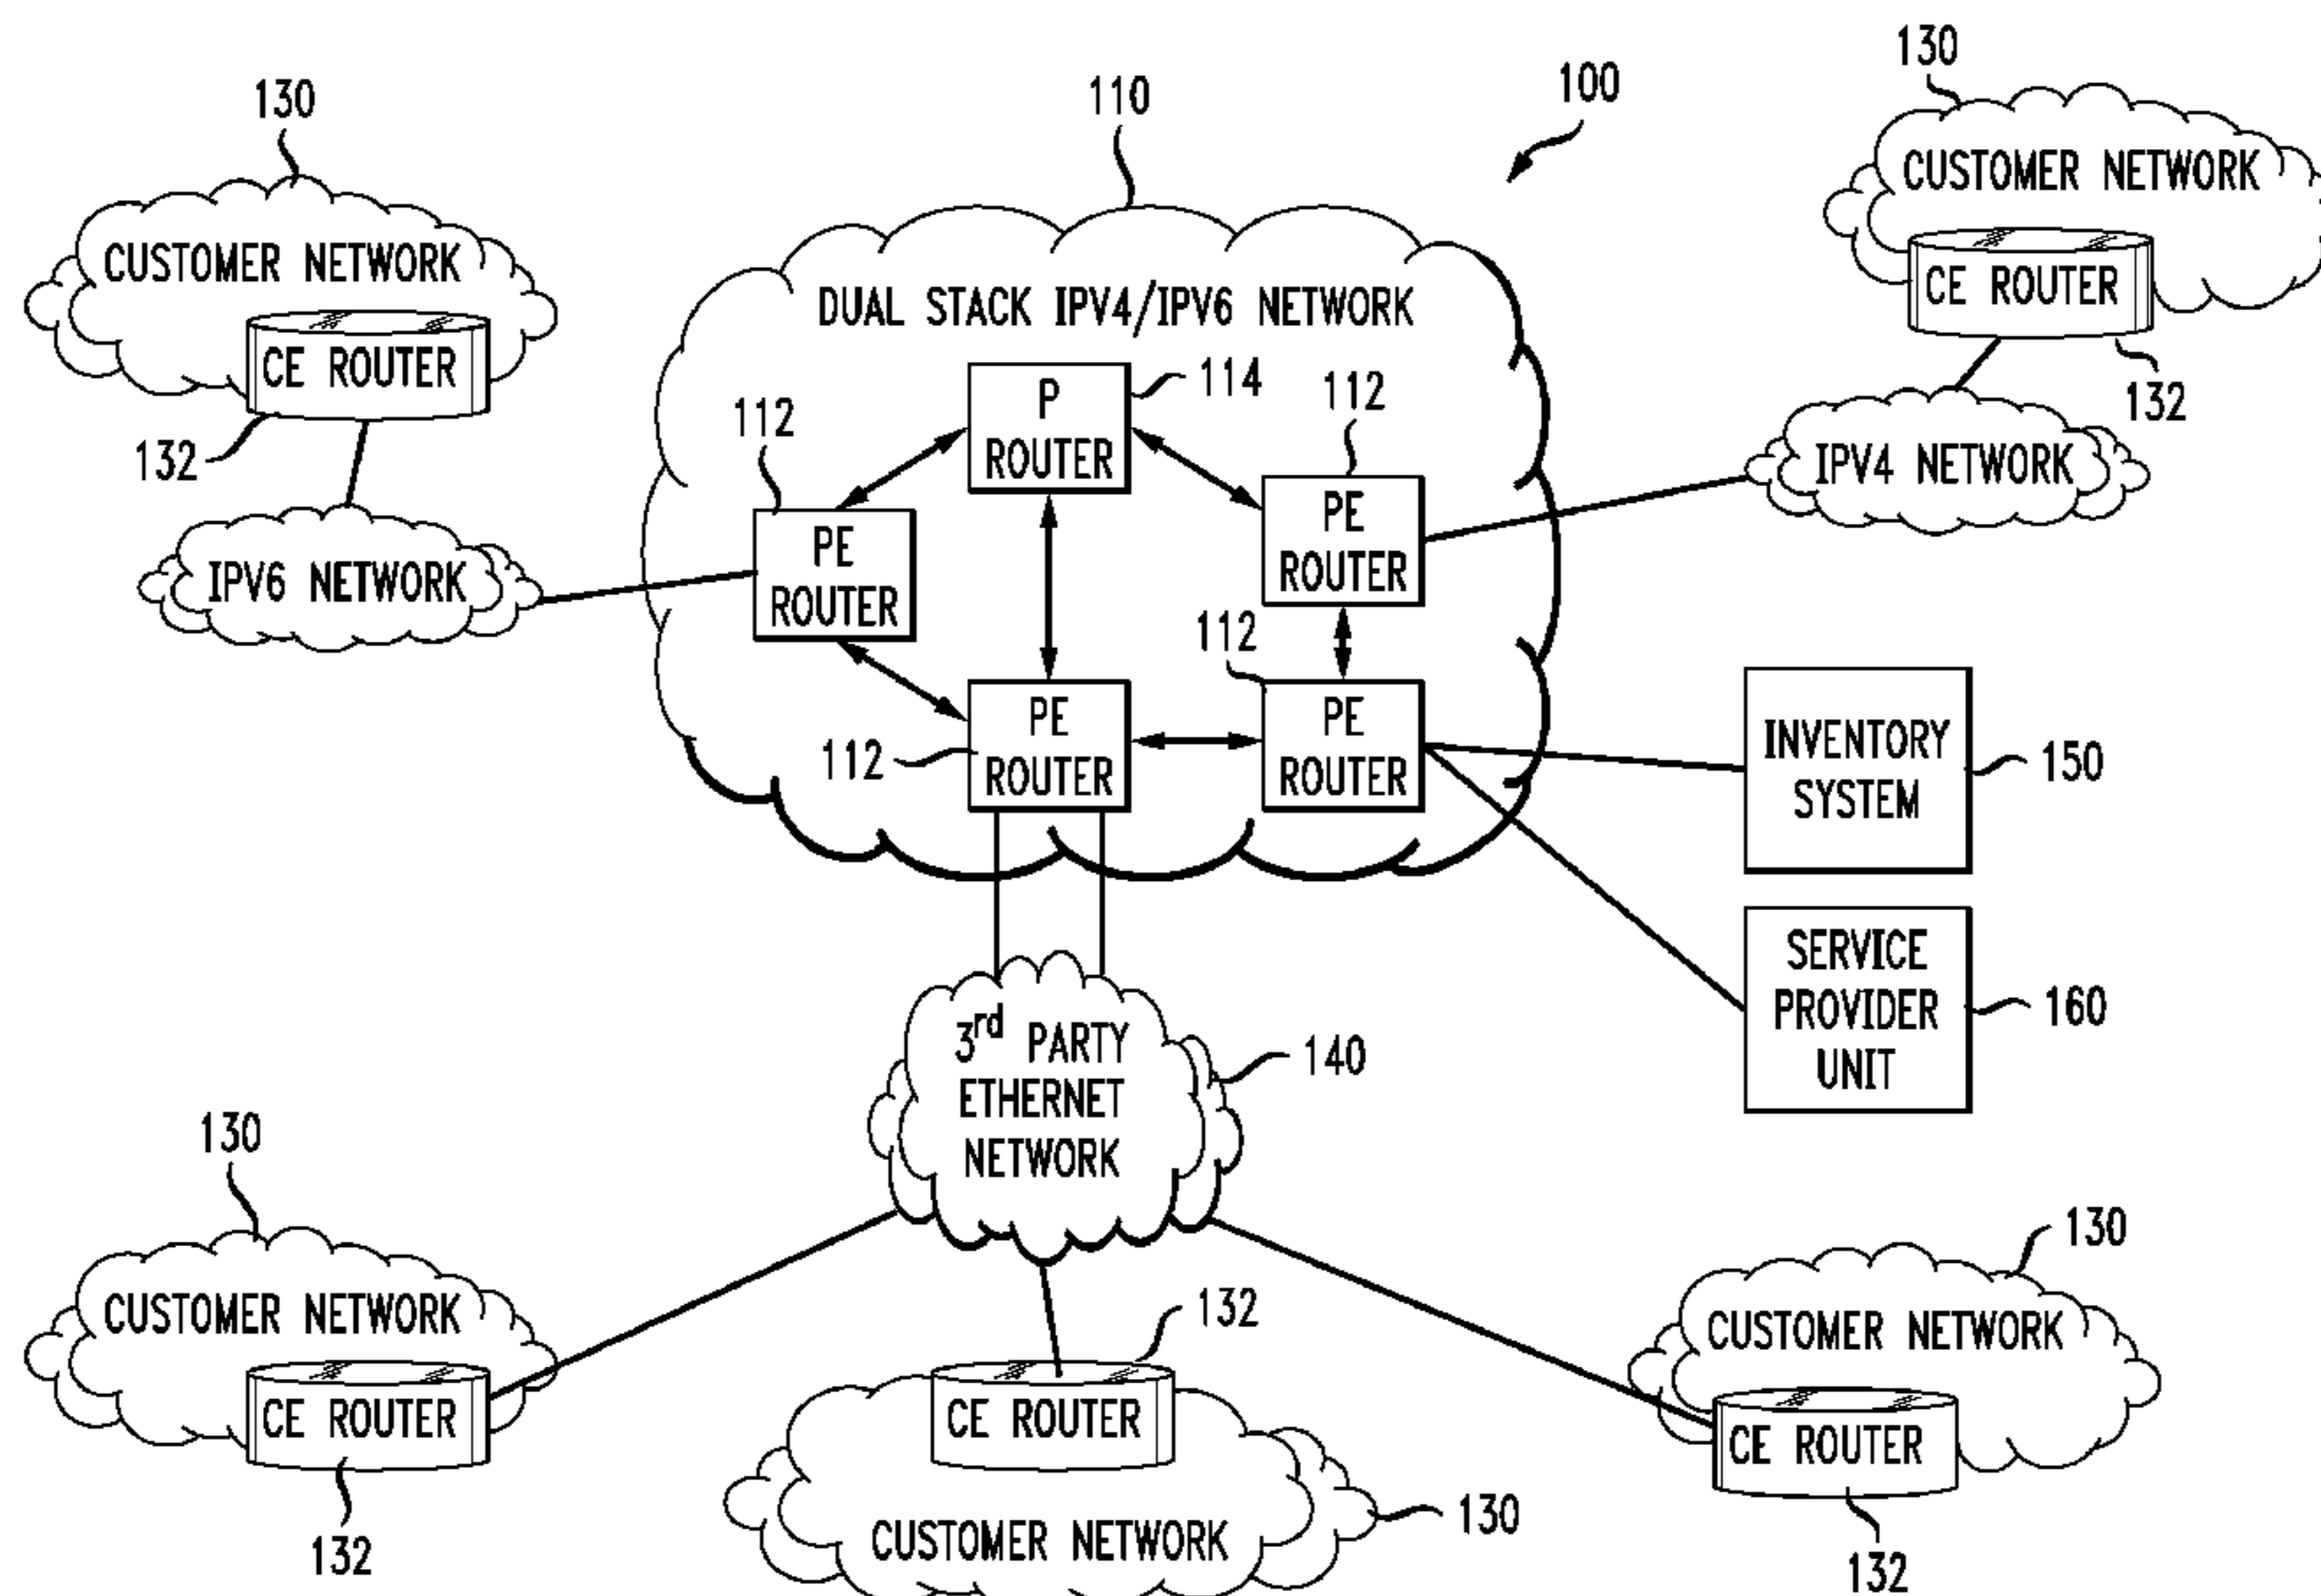 130
110
100
130
CUSTOMER NETWORK
CE ROUTER
132
CUSTOMER NETWORK
CE ROUTER
132
DUAL STACK IPV4/IPV6 NETWORK
P
ROUTER
114
112
PE
ROUTER
112
PE
ROUTER
IPV6 NETWORK
IPV4 NETWORK
112
PE
ROUTER
112
PE
ROUTER
INVENTORY
SYSTEM
150
SERVICE
PROVIDER
UNIT
160
3rd PARTY
ETHERNET
NETWORK
140
130
CUSTOMER NETWORK
CE ROUTER
132
132
CE ROUTER
CUSTOMER NETWORK
130
130
CUSTOMER NETWORK
CE ROUTER
132